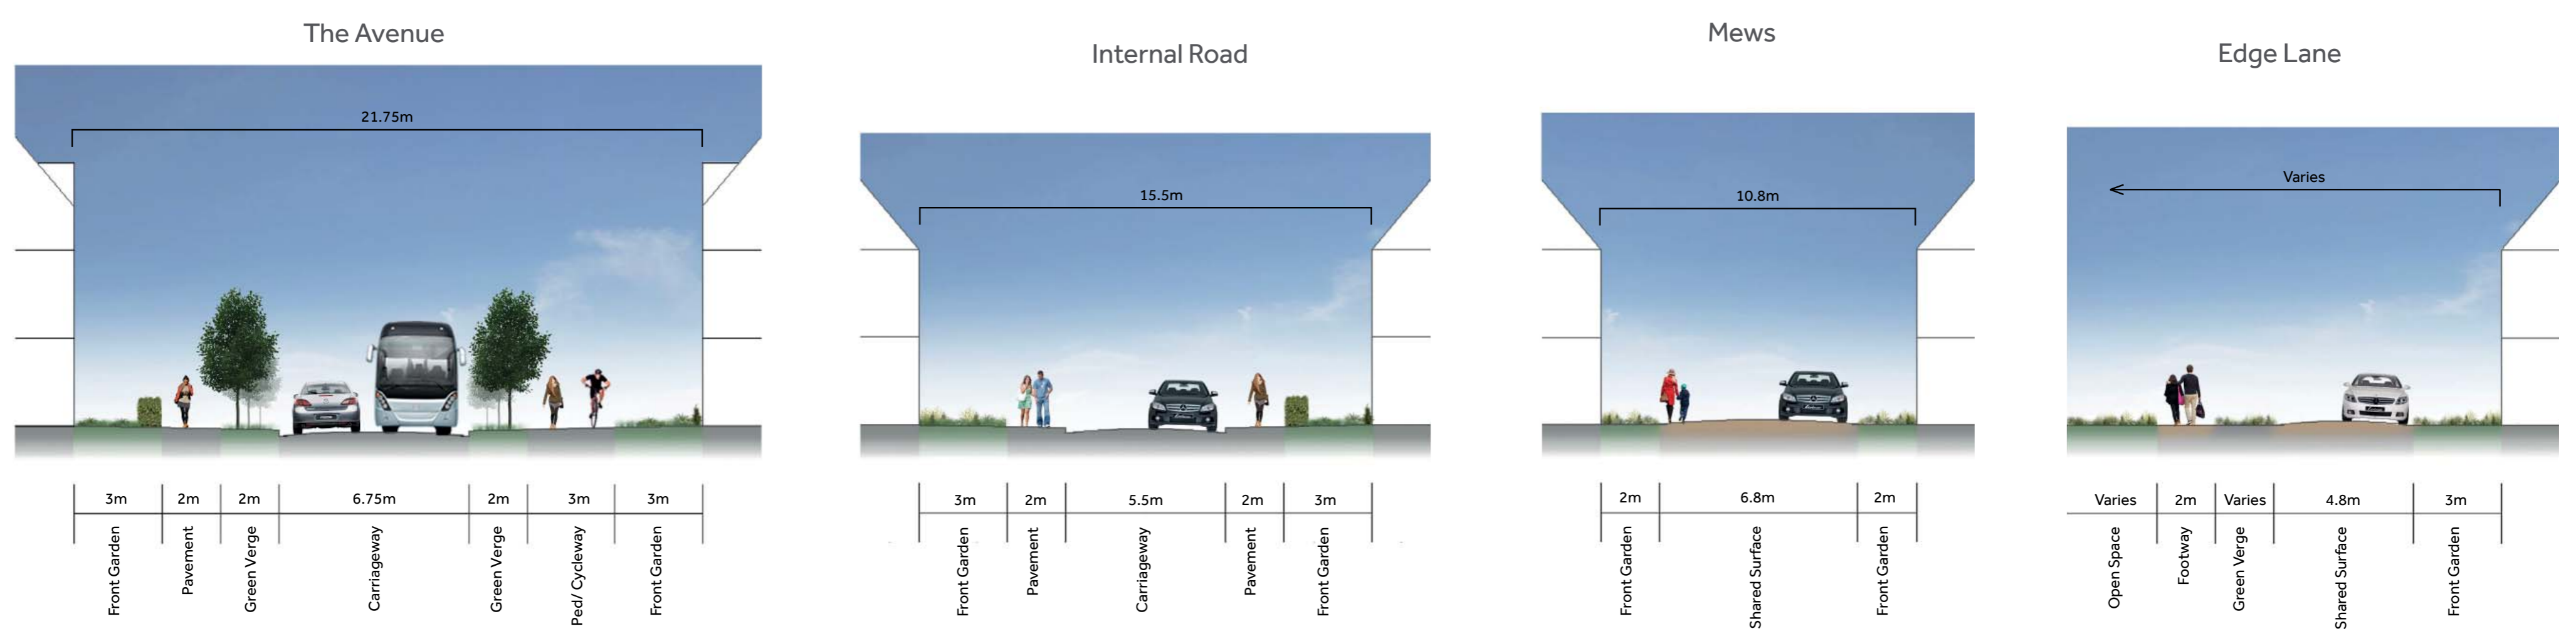 The Avenue
21.75m
3m
2m
2m
6.75m
2m
3m
3m
Front Garden
Pavement
Green Verge
Carriageway
Green Verge
Ped/ Cycleway
Front Garden
Internal Road
15.5m
3m
2m
5.5m
2m
3m
Front Garden
Pavement
Carriageway
Pavement
Front Garden
Mews
10.8m
2m
6.8m
2m
Front Garden
Shared Surface
Front Garden
Edge Lane
Varies
Varies
2m
Varies
4.8m
3m
Open Space
Footway
Green Verge
Shared Surface
Front Garden